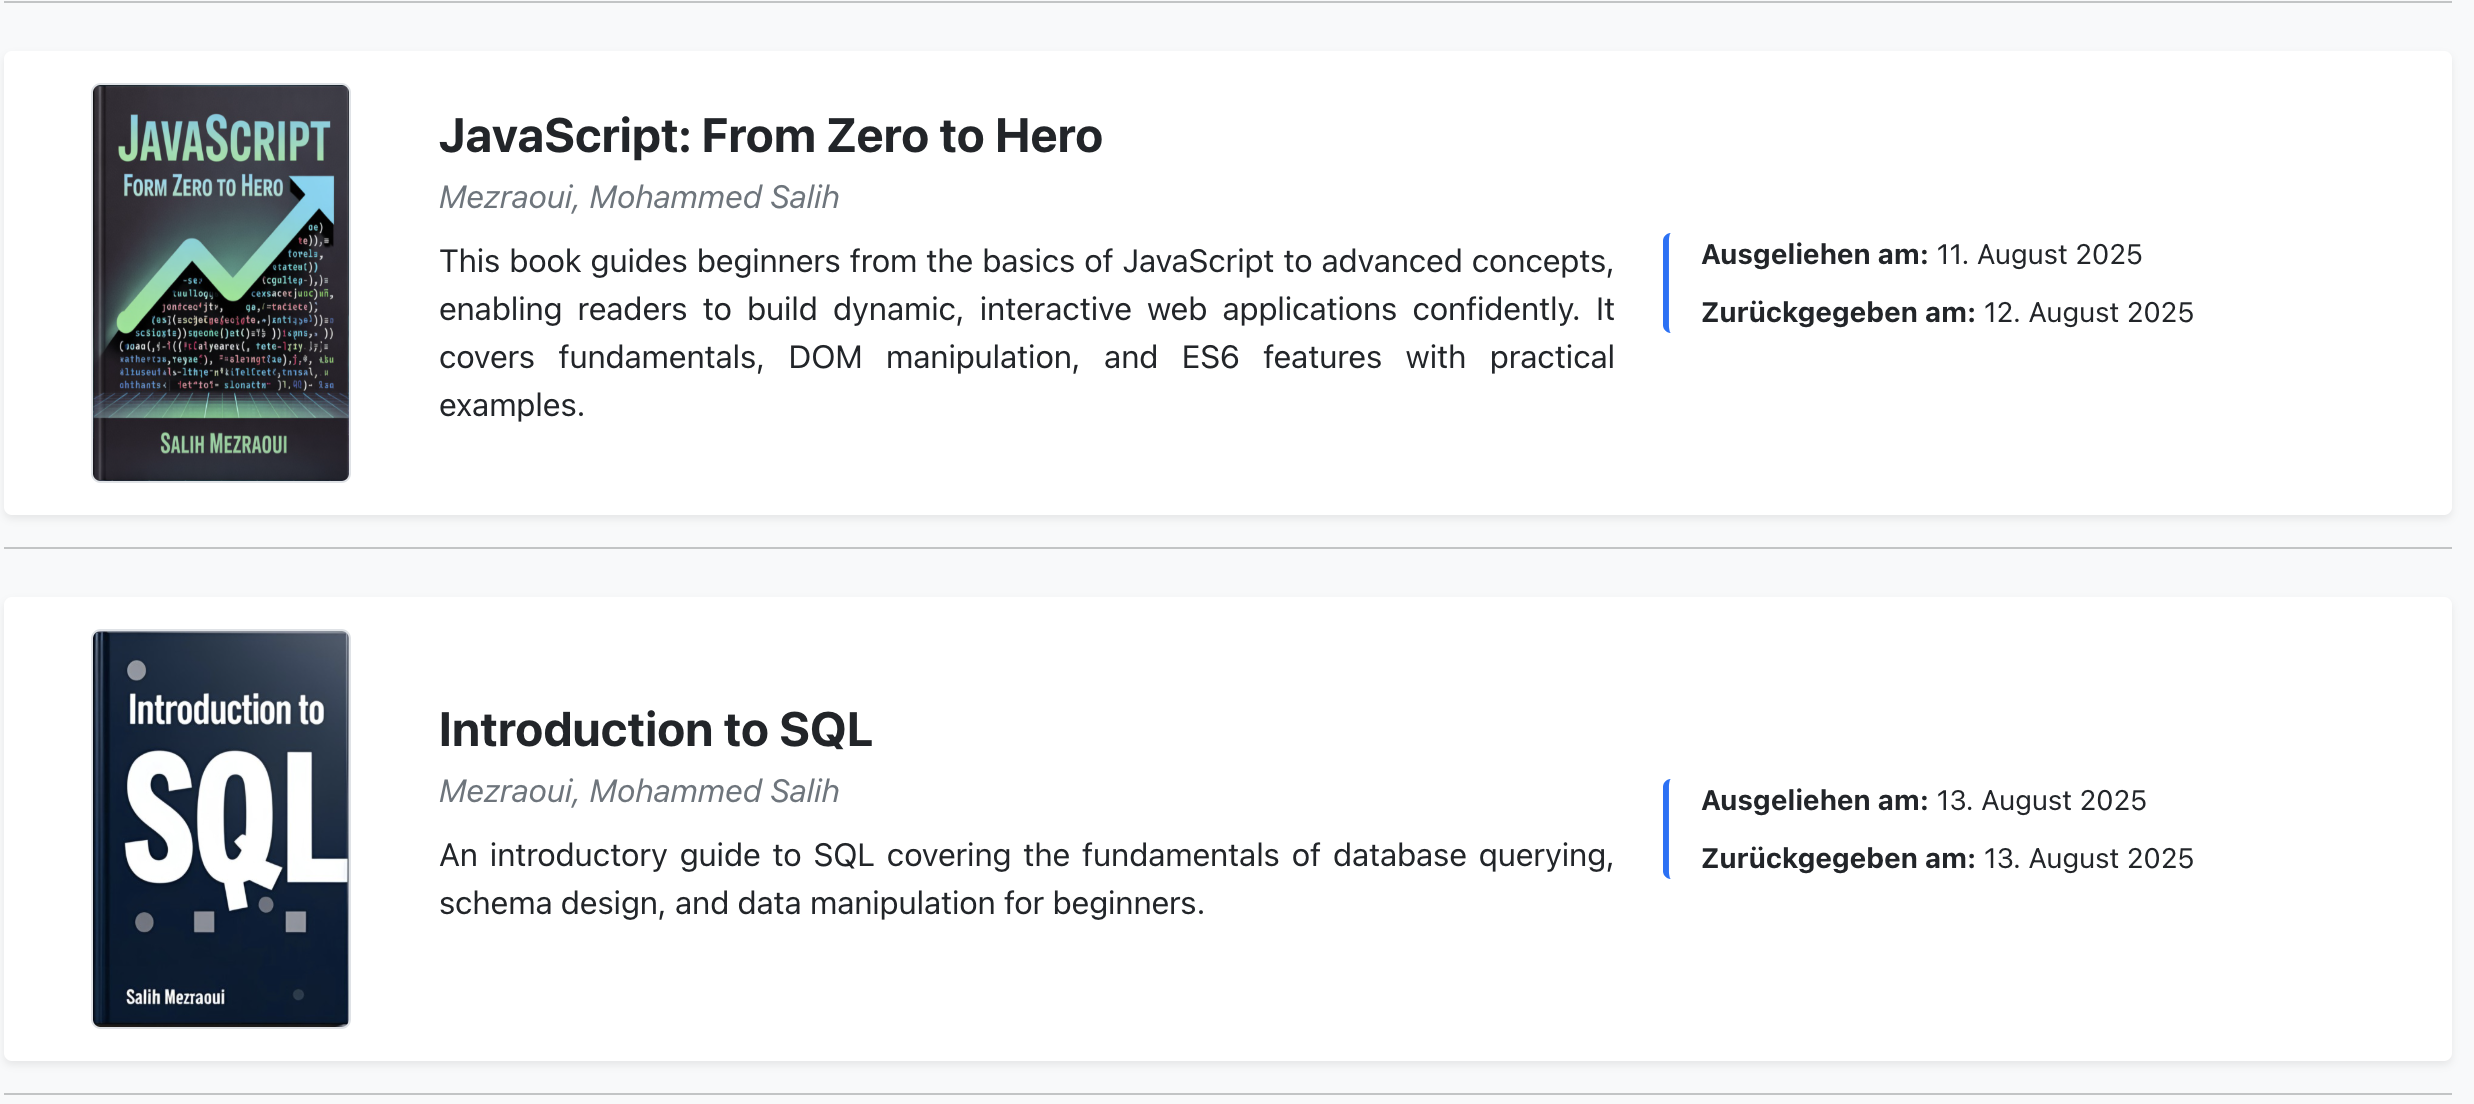 JAVASCRIPT
FORM ZERO TO HERO
SALIH MEZRAOUI
JavaScript: From Zero to Hero
Mezraoui, Mohammed Salih
This book guides beginners from the basics of JavaScript to advanced concepts,
enabling readers to build dynamic, interactive web applications confidently. It
covers fundamentals, DOM manipulation, and ES6 features with practical
examples.
Ausgeliehen am: 11. August 2025
Zurückgegeben am: 12. August 2025
Introduction to
SQL
Salih Mezraoui
Introduction to SQL
Mezraoui, Mohammed Salih
An introductory guide to SQL covering the fundamentals of database querying,
schema design, and data manipulation for beginners.
Ausgeliehen am: 13. August 2025
Zurückgegeben am: 13. August 2025